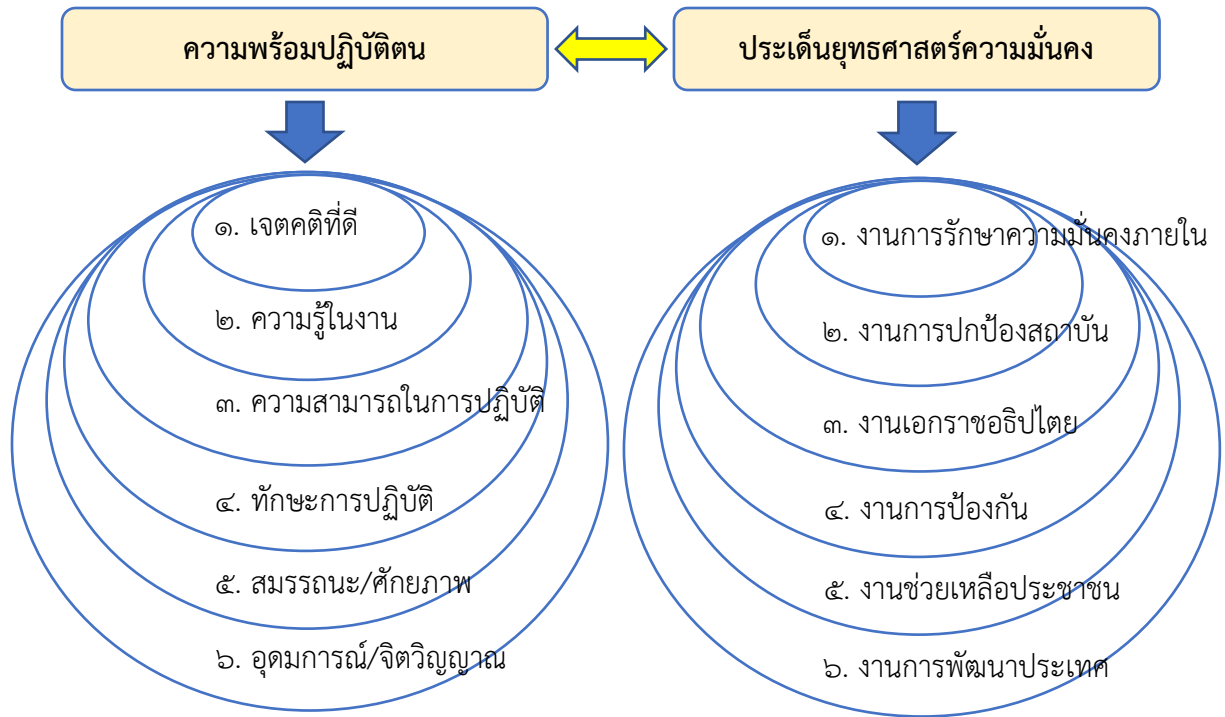 ความพร้อมปฏิบัติตน
ประเด็นยุทธศาสตร์ความมั่นคง
๑. เจตคติที่ดี
๒. ความรู้ในงาน
๓. ความสามารถในการปฏิบัติ
๔. ทักษะการปฏิบัติ
๕. สมรรถนะ/ศักยภาพ
๖. อุดมการณ์/จิตวิญญาณ
๑. งานการรักษาความมั่นคงภายใน
๒. งานการปกป้องสถาบัน
๓. งานเอกราชอธิปไตย
๔. งานการป้องกัน
๕. งานช่วยเหลือประชาชน
๖. งานการพัฒนาประเทศ